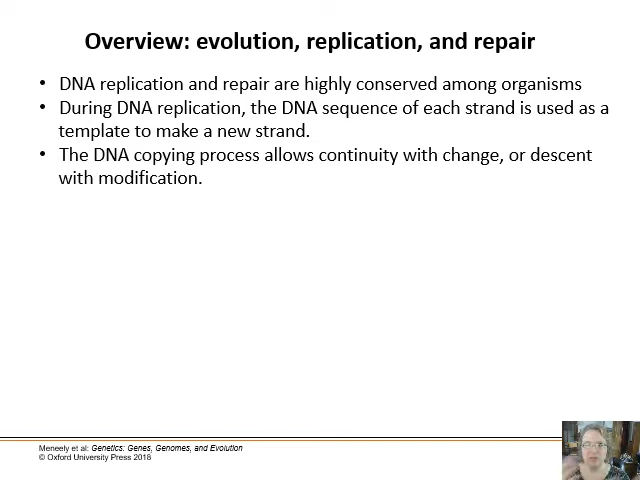 Overview: evolution, replication, and repair
• DNA replication and repair are highly conserved among organisms
• During DNA replication, the DNA sequence of each strand is used as a
template to make a new strand.
• The DNA copying process allows continuity with change, or descent
with modification.
Meneely et al: Genetics: Genes, Genomes, and Evolution
© Oxford University Press 2018